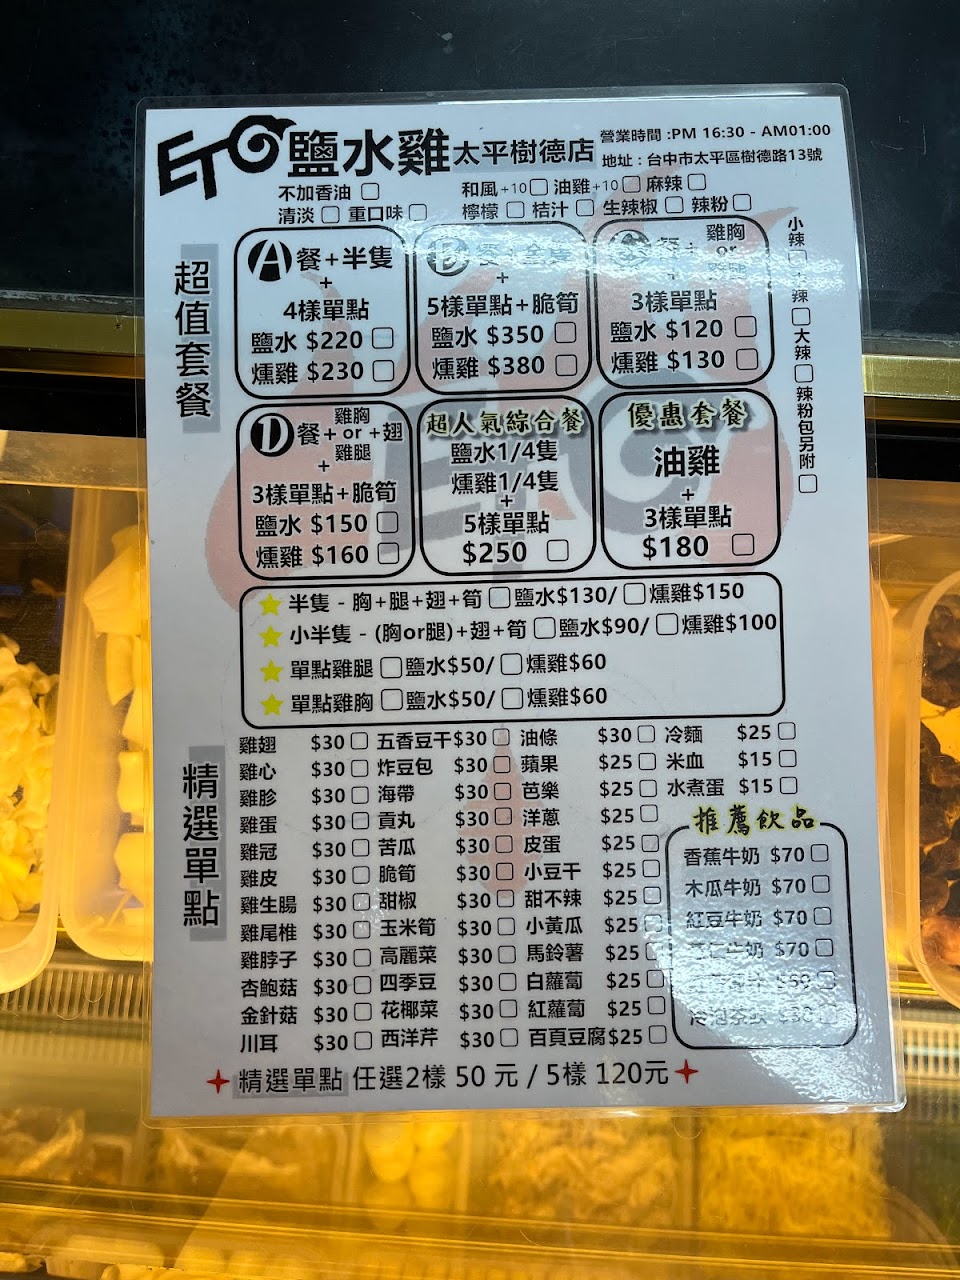 ETO 鹽水雞 太平樹德店
營業時間 :PM 16:30 - AM01:00
地址 : 台中市太平區樹德路13號
不加香油 □ 和風+10 □ 油雞+10 □ 麻辣 □
清淡 □ 重口味 □ 檸檬 □ 桔汁 □ 生辣椒 □ 辣粉 □
小辣 □ 辣 □ 大辣 □ 辣粉包另附 □
超值套餐
A餐+半隻
+
4樣單點
鹽水 $220 □
燻雞 $230 □
B
+
5樣單點+脆筍
鹽水 $350 □
燻雞 $380 □
餐+ 雞胸
or
+
3樣單點
鹽水 $120 □
燻雞 $130 □
D餐+ 雞胸 or 雞腿 +翅
+
3樣單點+脆筍
鹽水 $150 □
燻雞 $160 □
超人氣綜合餐
鹽水1/4隻
燻雞1/4隻
+
5樣單點
$250 □
優惠套餐
油雞
+
3樣單點
$180 □
★ 半隻 - 胸+腿+翅+筍 □鹽水$130/ □燻雞$150
★ 小半隻 - (胸or腿)+翅+筍 □鹽水$90/ □燻雞$100
★ 單點雞腿 □鹽水$50/ □燻雞$60
★ 單點雞胸 □鹽水$50/ □燻雞$60
精選單點
雞翅 $30 □ 五香豆干 $30 □ 油條 $30 □ 冷麵 $25 □
雞心 $30 □ 炸豆包 $30 □ 蘋果 $25 □ 米血 $15 □
雞胗 $30 □ 海帶 $30 □ 芭樂 $25 □ 水煮蛋 $15 □
雞蛋 $30 □ 貢丸 $30 □ 洋蔥 $25 □
雞冠 $30 □ 苦瓜 $30 □ 皮蛋 $25 □
雞皮 $30 □ 脆筍 $30 □ 小豆干 $25 □
雞生腸 $30 □ 甜椒 $30 □ 甜不辣 $25 □
雞尾椎 $30 □ 玉米筍 $30 □ 小黃瓜 $25 □
雞脖子 $30 □ 高麗菜 $30 □ 馬鈴薯 $25 □
杏鮑菇 $30 □ 四季豆 $30 □ 白蘿蔔 $25 □
金針菇 $30 □ 花椰菜 $30 □ 紅蘿蔔 $25 □
川耳 $30 □ 西洋芹 $30 □ 百頁豆腐 $25 □
推薦飲品
香蕉牛奶 $70 □
木瓜牛奶 $70 □
紅豆牛奶 $70 □
牛奶 $70 □
精選單點 任選2樣 50 元 / 5樣 120元